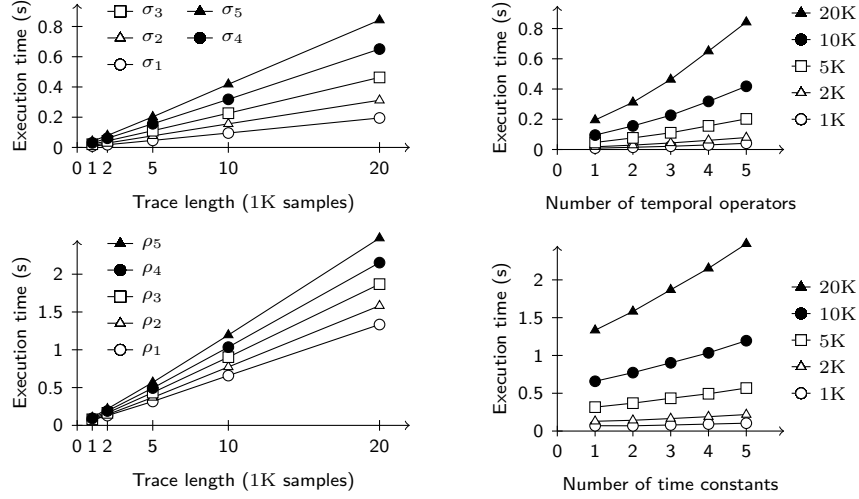 Execution time (s)
0.8
0.6
0.4
0.2
0
σ3
σ5
σ2
σ4
σ1
0 1 2 5 10 20
Trace length (1K samples)
Execution time (s)
0.8
0.6
0.4
0.2
0
20K
10K
5K
2K
1K
0 1 2 3 4 5
Number of temporal operators
Execution time (s)
2
1.5
1
0.5
0
ρ5
ρ4
ρ3
ρ2
ρ1
0 1 2 5 10 20
Trace length (1K samples)
Execution time (s)
2
1.5
1
0.5
0
20K
10K
5K
2K
1K
0 1 2 3 4 5
Number of time constants